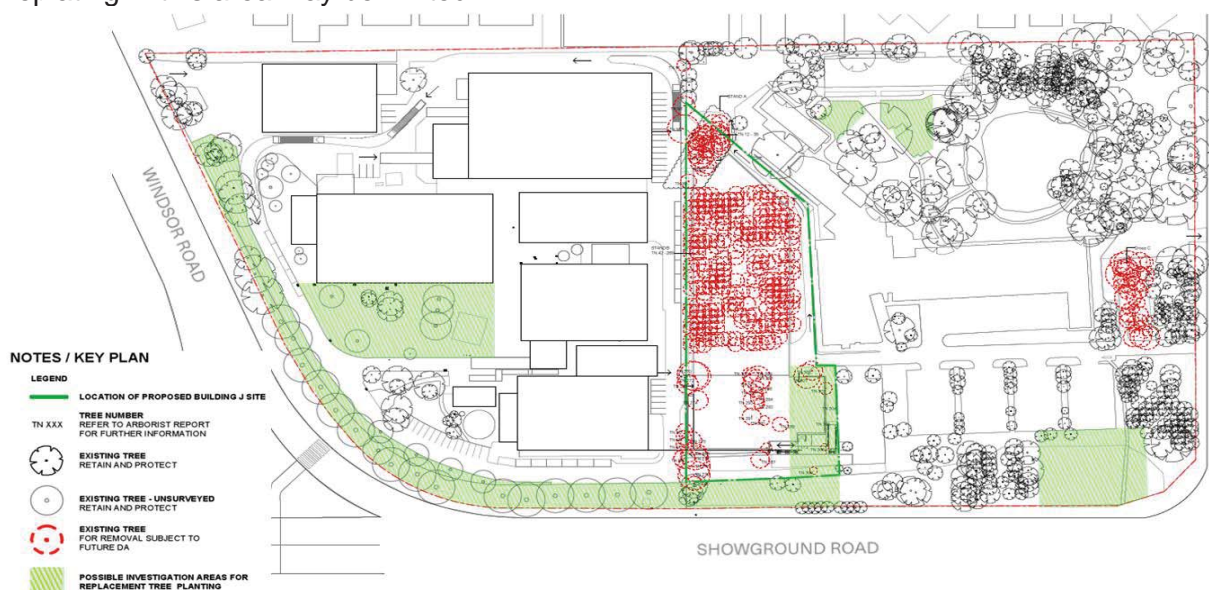 WINDSOR ROAD
STAND A
STAND B
NOTES / KEY PLAN
LEGEND
LOCATION OF PROPOSED BUILDING J SITE
TN XXX
TREE NUMBER
REFER TO ARBORIST REPORT
FOR FURTHER INFORMATION
EXISTING TREE
RETAIN AND PROTECT
EXISTING TREE - UNSURVEYED
RETAIN AND PROTECT
EXISTING TREE
FOR REMOVAL SUBJECT TO
FUTURE DA
POSSIBLE INVESTIGATION AREAS FOR
REPLACEMENT TREE PLANTING
SHOWGROUND ROAD